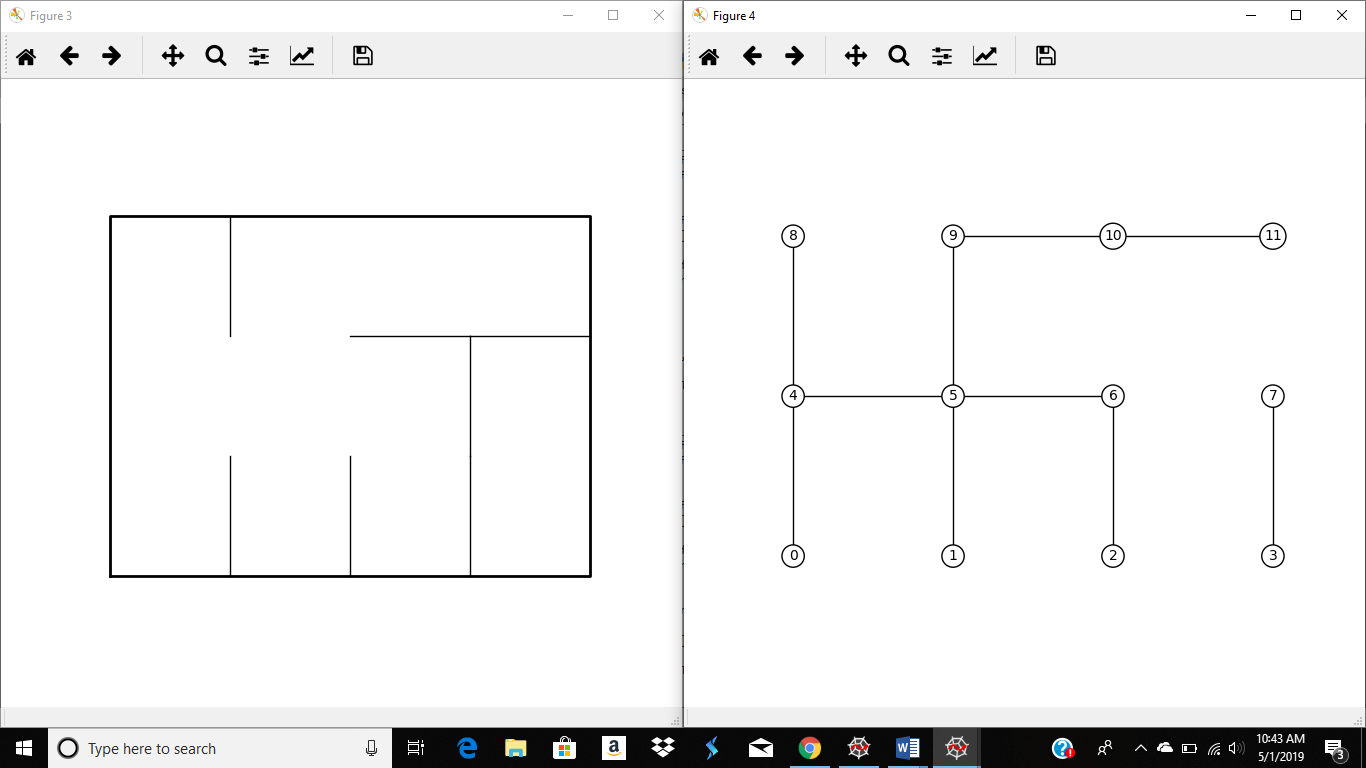 Figure 3
Figure 4
8 9 10 11
4 5 6 7
0 1 2 3
Type here to search
10:43 AM
5/1/2019
3